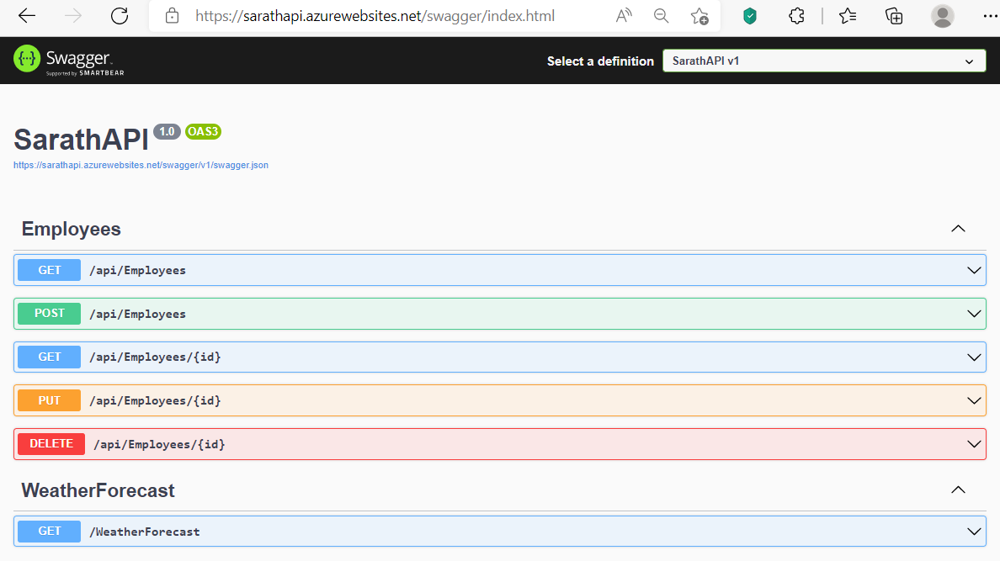 https://sarathapi.azurewebsites.net/swagger/index.html
Swagger
Supported by SMARTBEAR
Select a definition
SarathAPI v1
SarathAPI 1.0 OAS3
https://sarathapi.azurewebsites.net/swagger/v1/swagger.json
Employees
GET /api/Employees
POST /api/Employees
GET /api/Employees/{id}
PUT /api/Employees/{id}
DELETE /api/Employees/{id}
WeatherForecast
GET /WeatherForecast